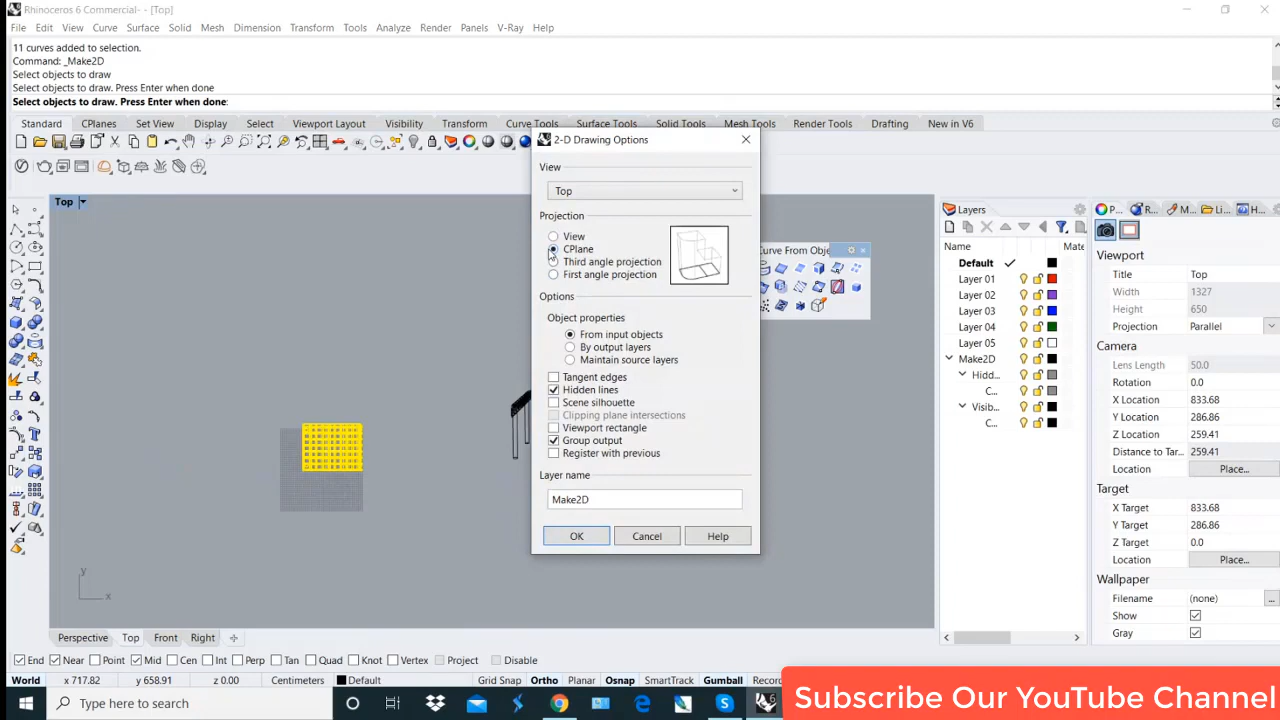 Rhinoceros 6 Commercial- - [Top]
File Edit View Curve Surface Solid Mesh Dimension Transform Tools Analyze Render Panels V-Ray Help
11 curves added to selection.
Command: _Make2D
Select objects to draw
Select objects to draw. Press Enter when done
Select objects to draw. Press Enter when done:
Standard CPlanes Set View Display Select Viewport Layout Visibility Transform Curve Tools Surface Tools Solid Tools Mesh Tools Render Tools Drafting New in V6
2-D Drawing Options
View
Top
Projection
View
CPlane
Third angle projection
First angle projection
Options
Object properties
From input objects
By output layers
Maintain source layers
Tangent edges
Hidden lines
Scene silhouette
Clipping plane intersections
Viewport rectangle
Group output
Register with previous
Layer name
Make2D
OK Cancel Help
Top
Curve From Obje
Layers
Name Mate
Default
Layer 01
Layer 02
Layer 03
Layer 04
Layer 05
Make2D
Hidd...
C...
Visib...
C...
P... R... M... Li... H...
Viewport
Title Top
Width 1327
Height 650
Projection Parallel
Camera
Lens Length 50.0
Rotation 0.0
X Location 833.68
Y Location 286.86
Z Location 259.41
Distance to Tar... 259.41
Location Place...
Target
X Target 833.68
Y Target 286.86
Z Target 0.0
Location Place...
Wallpaper
Filename (none) ...
Show
Gray
y
x
Perspective Top Front Right
End Near Point Mid Cen Int Perp Tan Quad Knot Vertex Project Disable
World x 717.82 y 658.91 z 0.00 Centimeters Default Grid Snap Ortho Planar Osnap SmartTrack Gumball Record
Type here to search
Subscribe Our YouTube Channel